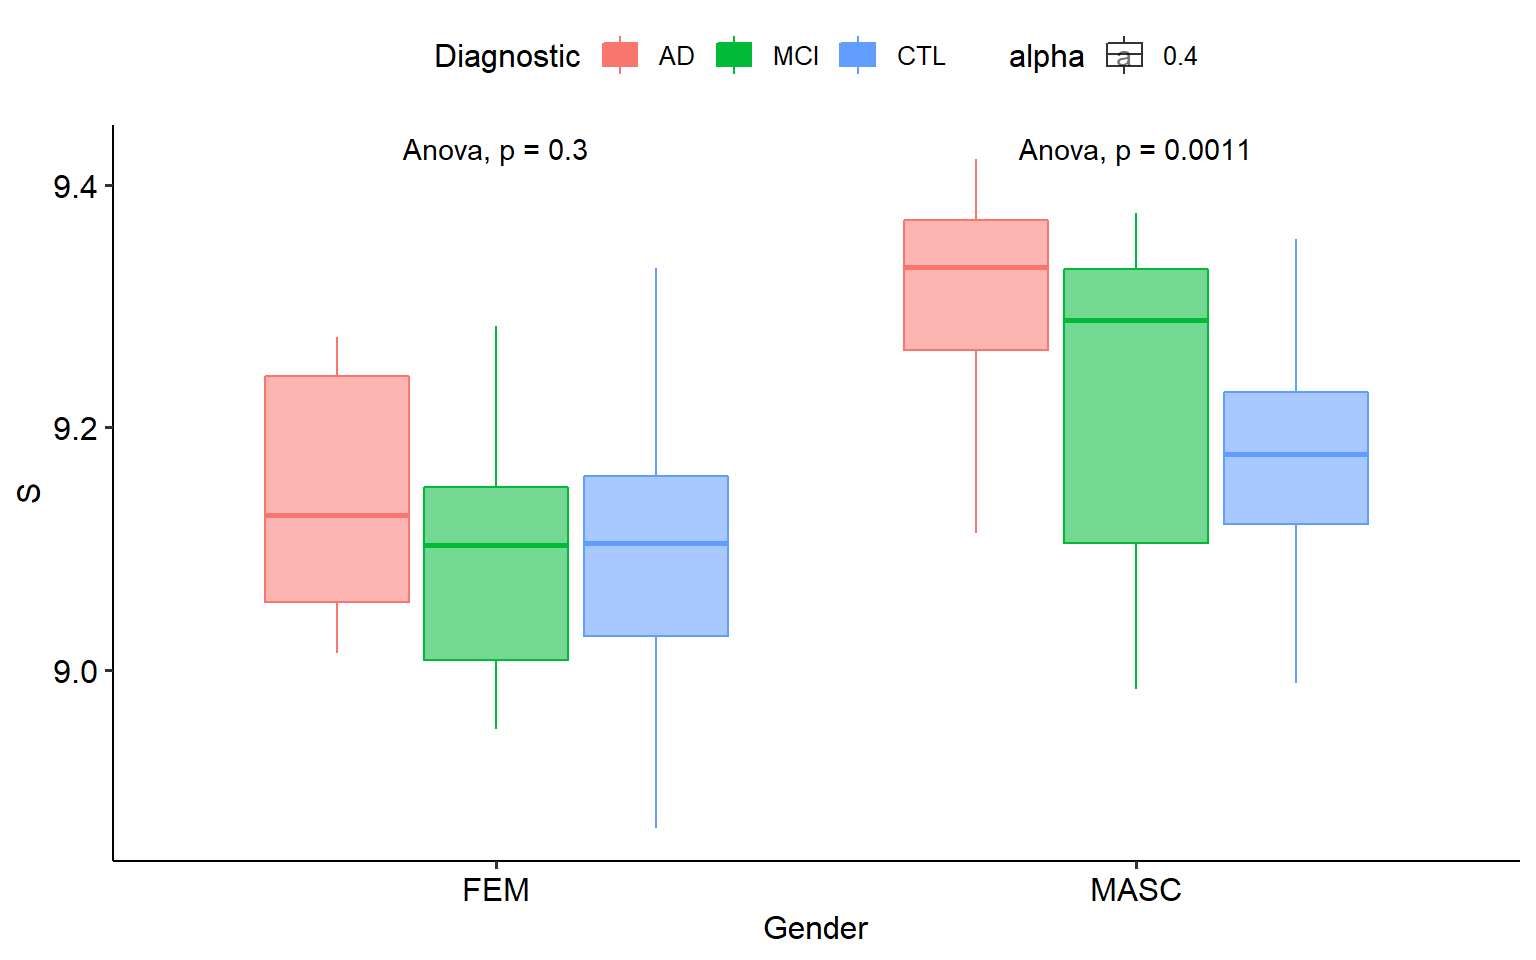 Diagnostic AD MCI CTL alpha a 0.4
Anova, p = 0.3 Anova, p = 0.0011
9.4
9.2
S
9.0
FEM MASC
Gender